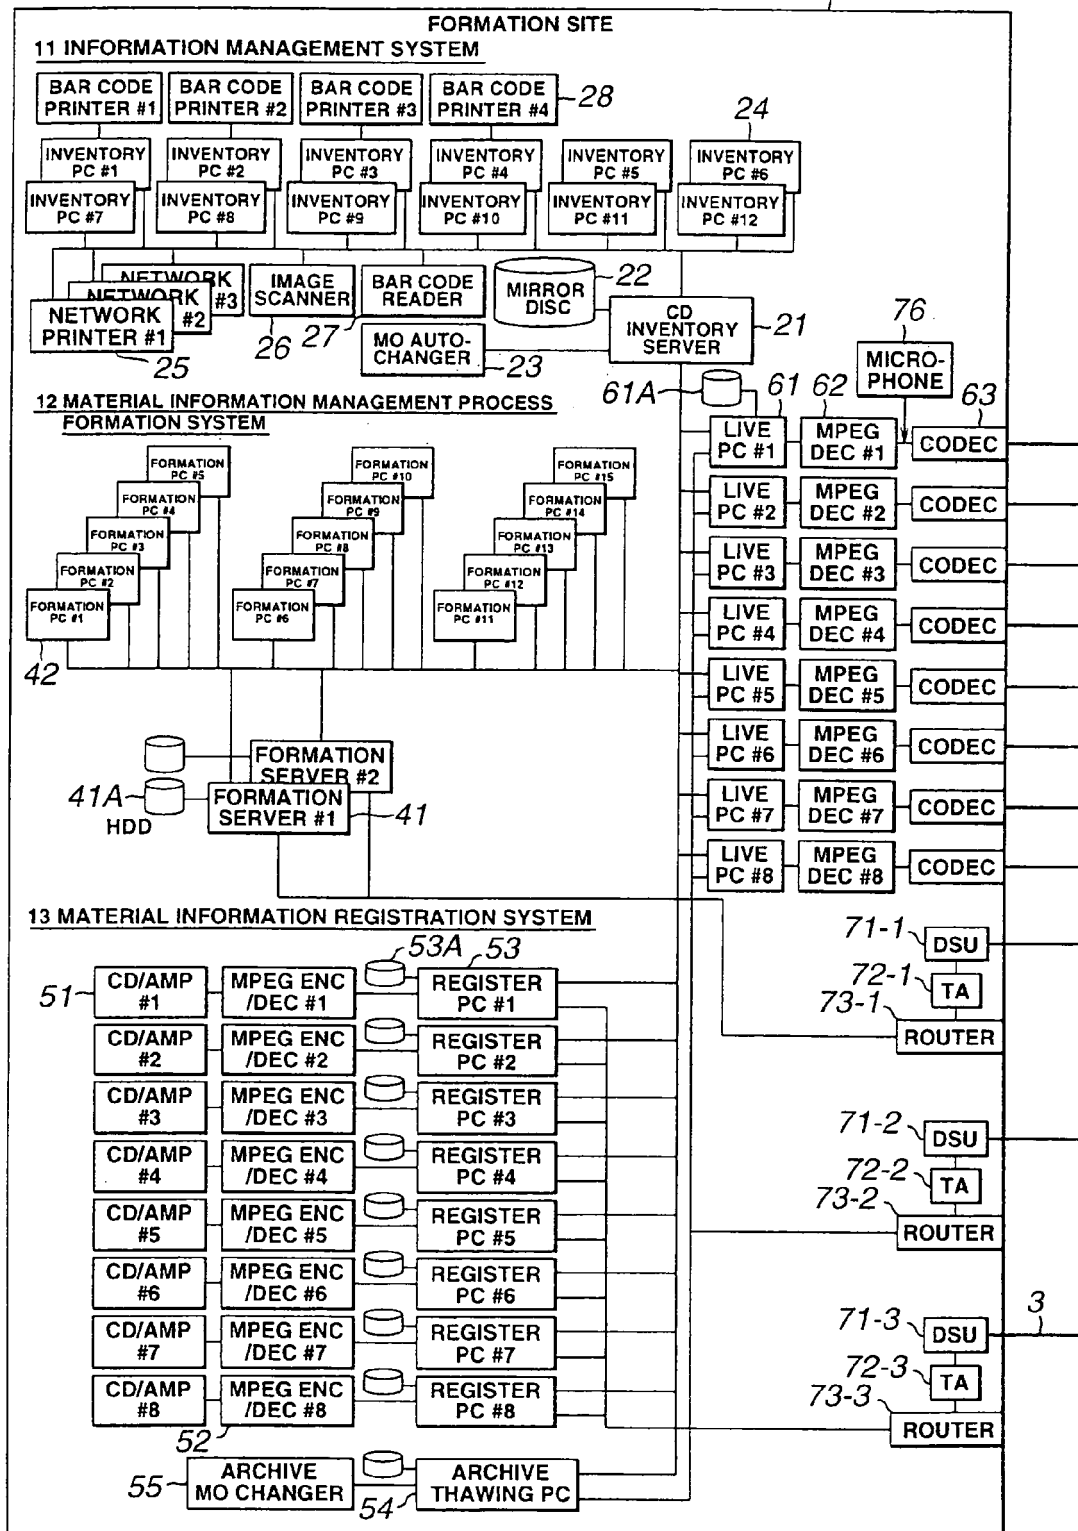 FORMATION SITE
11 INFORMATION MANAGEMENT SYSTEM
BAR CODE
PRINTER #1
BAR CODE
PRINTER #2
BAR CODE
PRINTER #3
BAR CODE
PRINTER #4
28
24
INVENTORY
PC #1
INVENTORY
PC #2
INVENTORY
PC #3
INVENTORY
PC #4
INVENTORY
PC #5
INVENTORY
PC #6
INVENTORY
PC #7
INVENTORY
PC #8
INVENTORY
PC #9
INVENTORY
PC #10
INVENTORY
PC #11
INVENTORY
PC #12
NETWORK
#3
NETWORK
#2
NETWORK
PRINTER #1
25
IMAGE
SCANNER
26
BAR CODE
READER
27
MIRROR
DISC
22
CD
INVENTORY
SERVER
21
MO AUTO-
CHANGER
23
76
MICRO-
PHONE
61A
61
62
63
LIVE
PC #1
MPEG
DEC #1
CODEC
LIVE
PC #2
MPEG
DEC #2
CODEC
LIVE
PC #3
MPEG
DEC #3
CODEC
LIVE
PC #4
MPEG
DEC #4
CODEC
LIVE
PC #5
MPEG
DEC #5
CODEC
LIVE
PC #6
MPEG
DEC #6
CODEC
LIVE
PC #7
MPEG
DEC #7
CODEC
LIVE
PC #8
MPEG
DEC #8
CODEC
12 MATERIAL INFORMATION MANAGEMENT PROCESS
FORMATION SYSTEM
FORMATION
PC #5
FORMATION
PC #4
FORMATION
PC #3
FORMATION
PC #2
FORMATION
PC #1
42
FORMATION
PC #10
FORMATION
PC #9
FORMATION
PC #8
FORMATION
PC #7
FORMATION
PC #6
FORMATION
PC #15
FORMATION
PC #14
FORMATION
PC #13
FORMATION
PC #12
FORMATION
PC #11
FORMATION
SERVER #2
FORMATION
SERVER #1
41A
HDD
41
13 MATERIAL INFORMATION REGISTRATION SYSTEM
53A
53
51
CD/AMP
#1
MPEG ENC
/DEC #1
REGISTER
PC #1
CD/AMP
#2
MPEG ENC
/DEC #2
REGISTER
PC #2
CD/AMP
#3
MPEG ENC
/DEC #3
REGISTER
PC #3
CD/AMP
#4
MPEG ENC
/DEC #4
REGISTER
PC #4
CD/AMP
#5
MPEG ENC
/DEC #5
REGISTER
PC #5
CD/AMP
#6
MPEG ENC
/DEC #6
REGISTER
PC #6
CD/AMP
#7
MPEG ENC
/DEC #7
REGISTER
PC #7
CD/AMP
#8
MPEG ENC
/DEC #8
REGISTER
PC #8
52
55
ARCHIVE
MO CHANGER
54
ARCHIVE
THAWING PC
71-1
DSU
72-1
TA
73-1
ROUTER
71-2
DSU
72-2
TA
73-2
ROUTER
71-3
DSU
3
72-3
TA
73-3
ROUTER